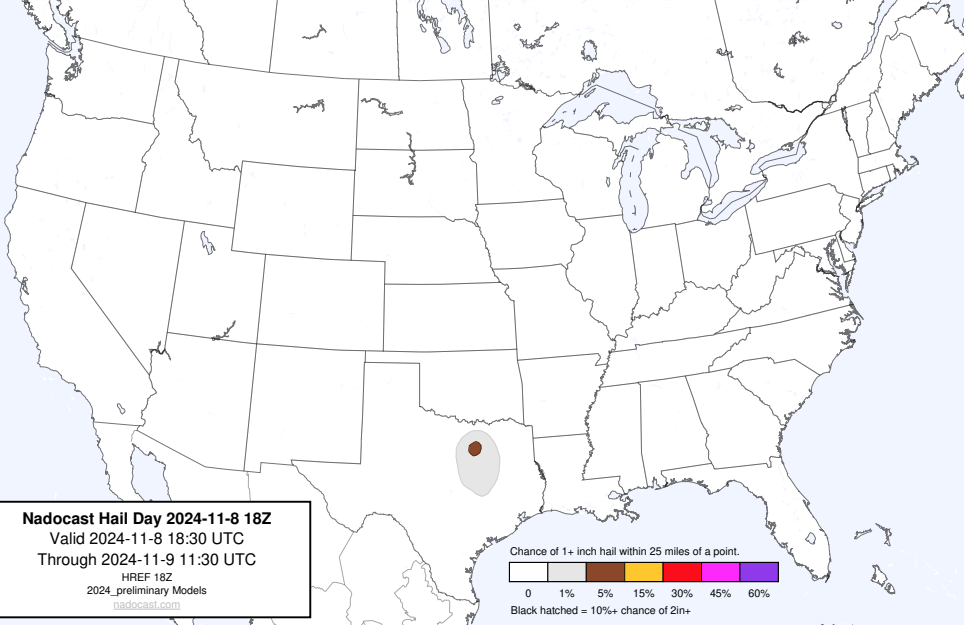 Nadocast Hail Day 2024-11-8 18Z
Valid 2024-11-8 18:30 UTC
Through 2024-11-9 11:30 UTC
HREF 18Z
2024_preliminary Models
nadocast.com
Chance of 1+ inch hail within 25 miles of a point.
0 1% 5% 15% 30% 45% 60%
Black hatched = 10%+ chance of 2in+